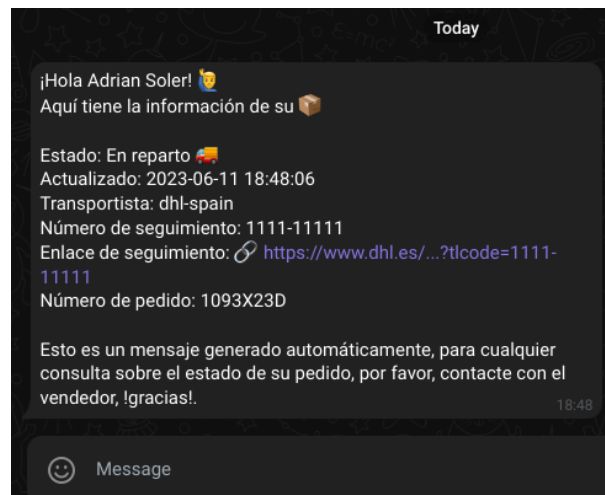 Today
¡Hola Adrian Soler! 🙋‍♂️
Aquí tiene la información de su 📦
Estado: En reparto 🚚
Actualizado: 2023-06-11 18:48:06
Transportista: dhl-spain
Número de seguimiento: 1111-11111
Enlace de seguimiento: 🔗 https://www.dhl.es/...?tlcode=1111-
11111
Número de pedido: 1093X23D
Esto es un mensaje generado automáticamente, para cualquier
consulta sobre el estado de su pedido, por favor, contacte con el
vendedor, !gracias!.
18:48
Message